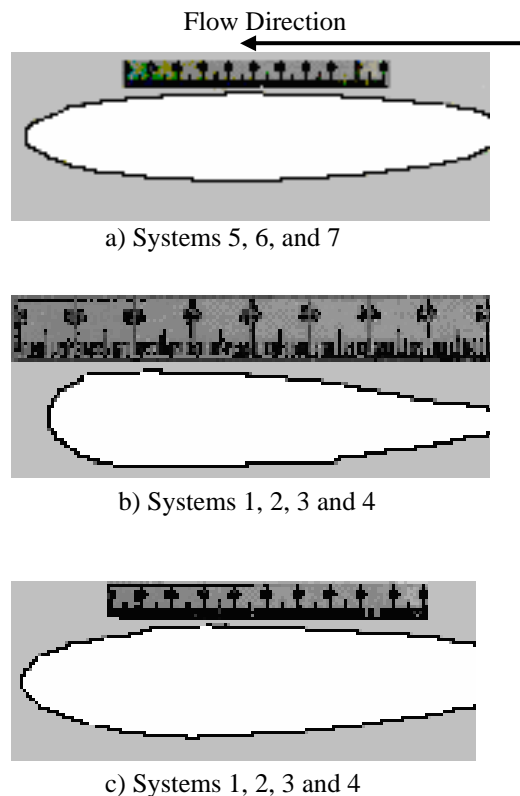 Flow Direction
a) Systems 5, 6, and 7
b) Systems 1, 2, 3 and 4
c) Systems 1, 2, 3 and 4